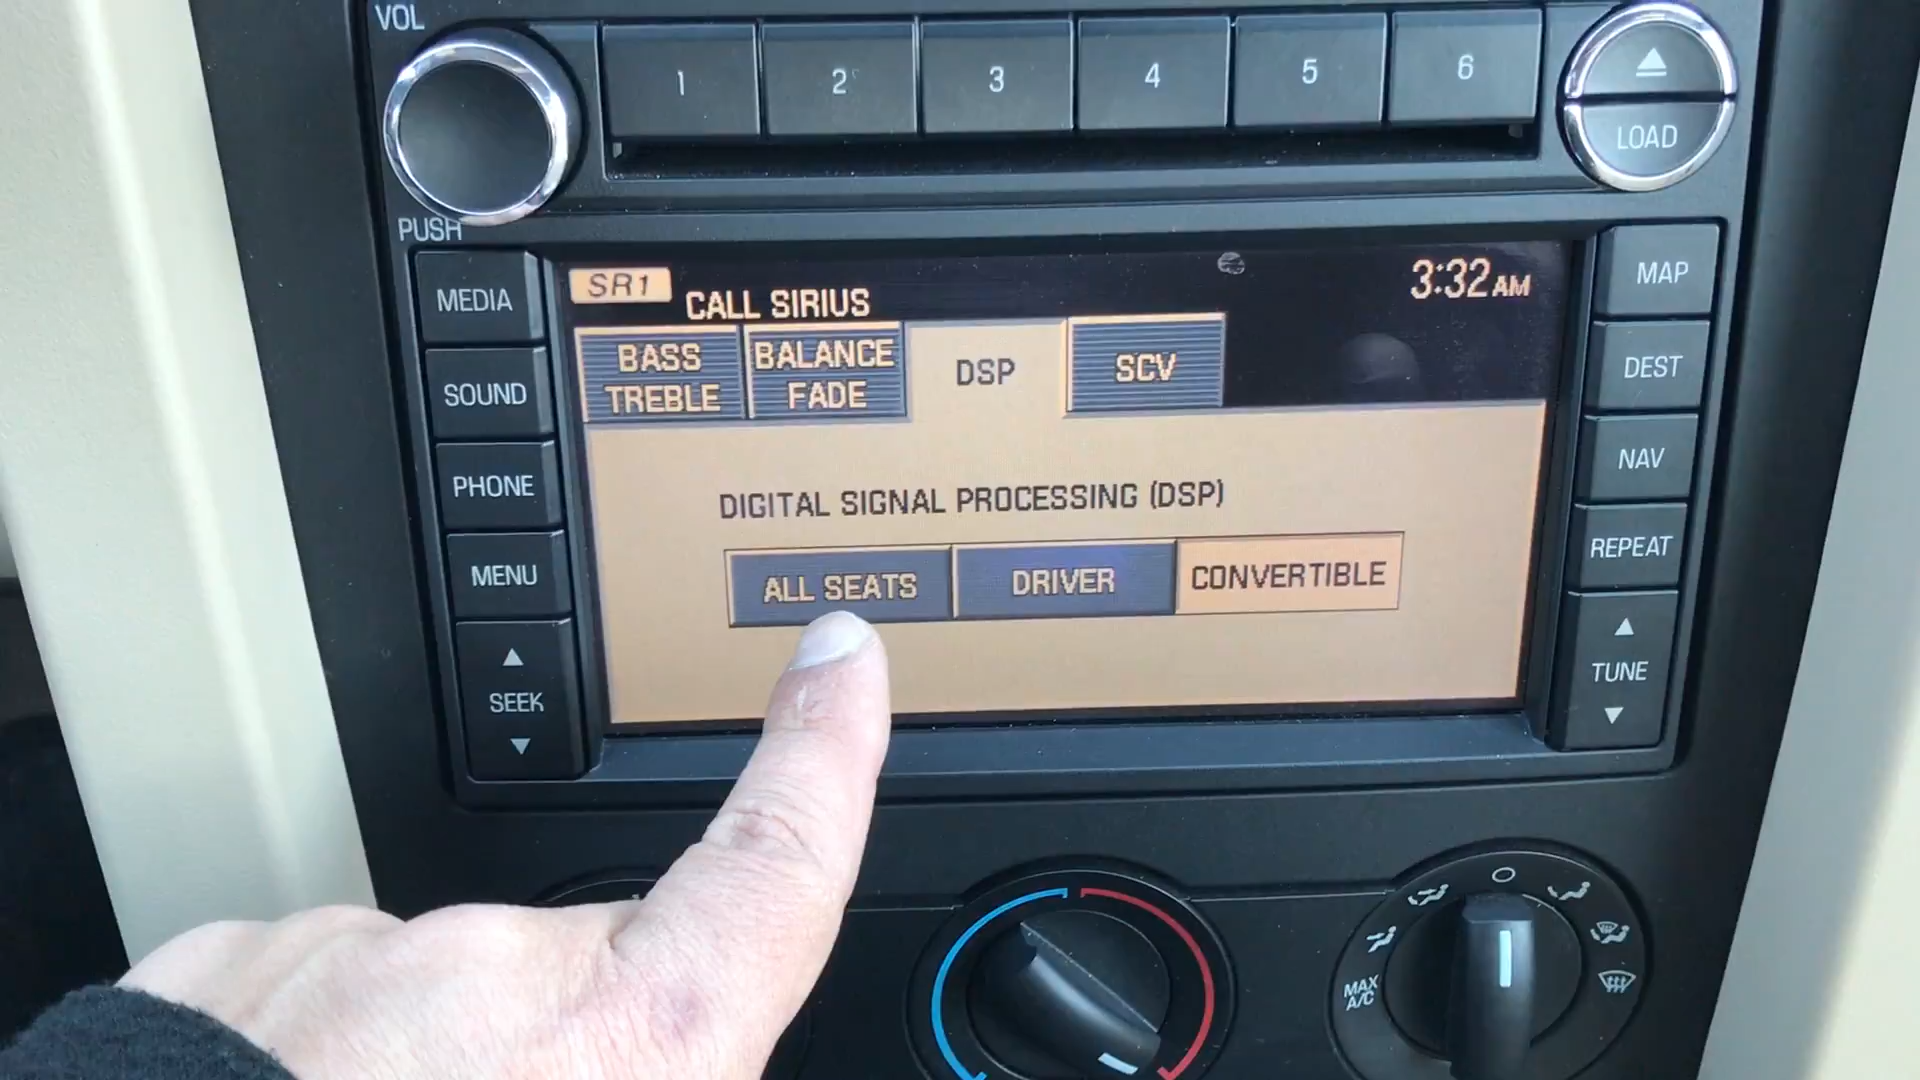 VOL
1 2 3 4 5 6
LOAD
PUSH
MEDIA
SOUND
PHONE
MENU
SEEK
SR1
CALL SIRIUS
3:32 AM
BASS
TREBLE
BALANCE
FADE
DSP
SCV
DIGITAL SIGNAL PROCESSING (DSP)
ALL SEATS
DRIVER
CONVERTIBLE
MAP
DEST
NAV
REPEAT
TUNE
MAX
A/C